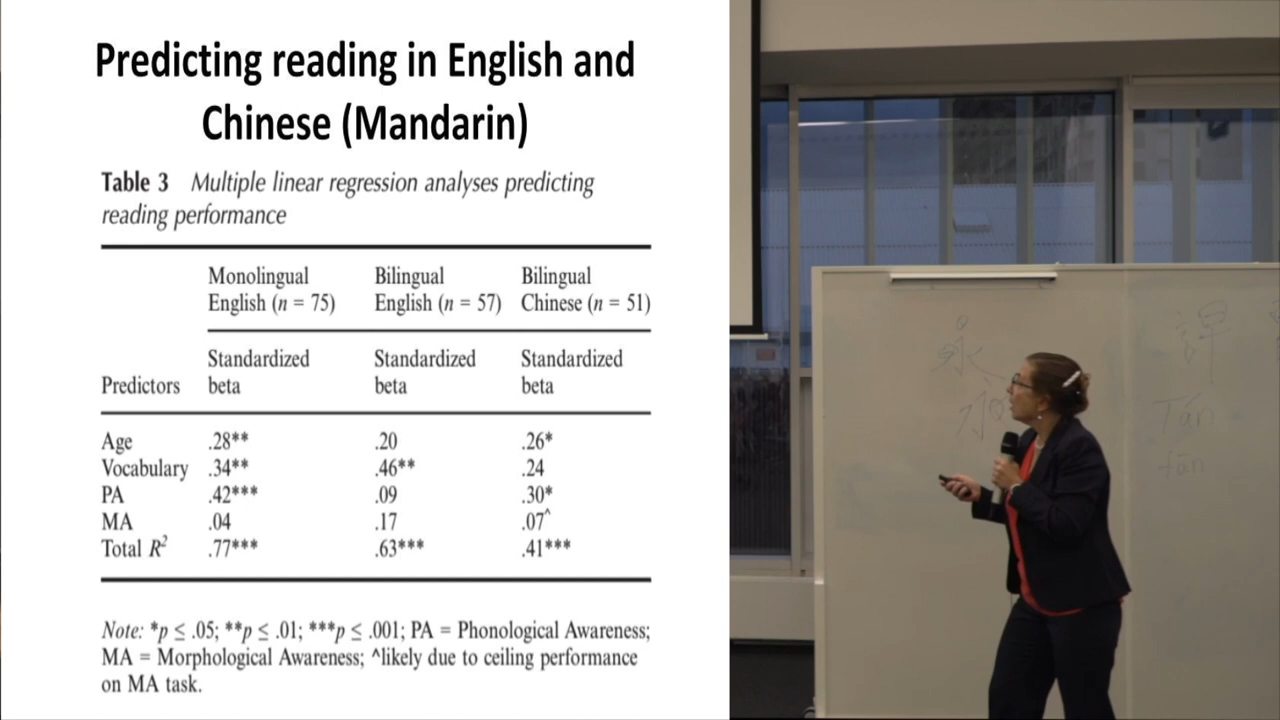 Predicting reading in English and
Chinese (Mandarin)
Table 3 Multiple linear regression analyses predicting
reading performance
Monolingual Bilingual Bilingual
English (n = 75) English (n = 57) Chinese (n = 51)
Standardized Standardized Standardized
Predictors beta beta beta
Age .28** .20 .26*
Vocabulary .34** .46** .24
PA .42*** .09 .30*
MA .04 .17 .07^
Total R² .77*** .63*** .41***
Note: *p ≤ .05; **p ≤ .01; ***p ≤ .001; PA = Phonological Awareness;
MA = Morphological Awareness; ^likely due to ceiling performance
on MA task.
Tán
tán